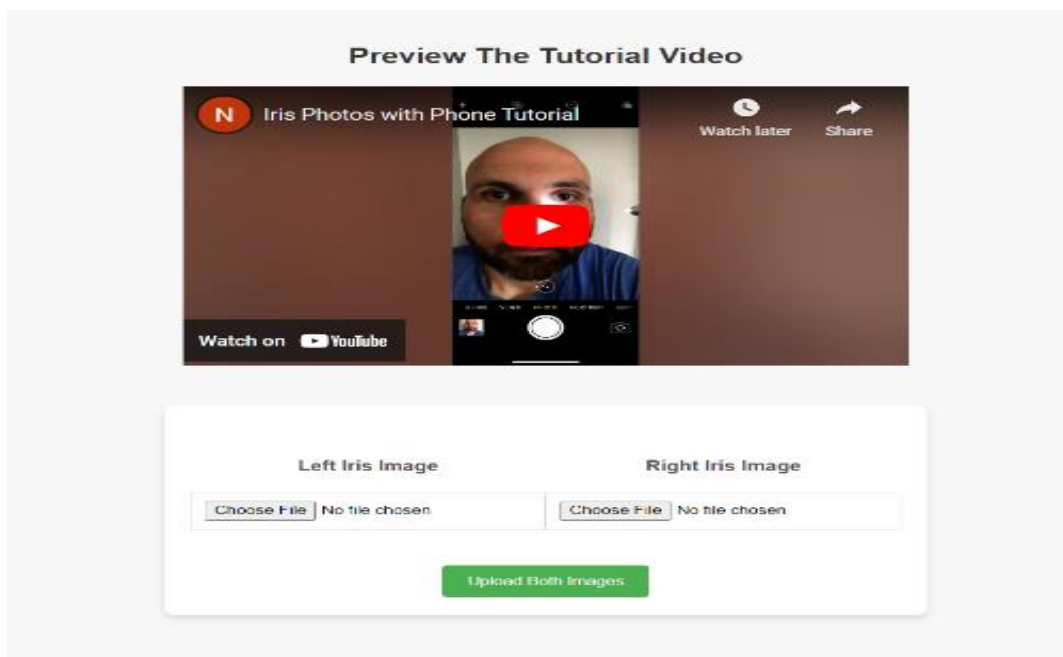 Preview The Tutorial Video
N Iris Photos with Phone Tutorial
Watch later Share
Watch on YouTube
Left Iris Image Right Iris Image
Choose File No file chosen Choose File No file chosen
Upload Both Images